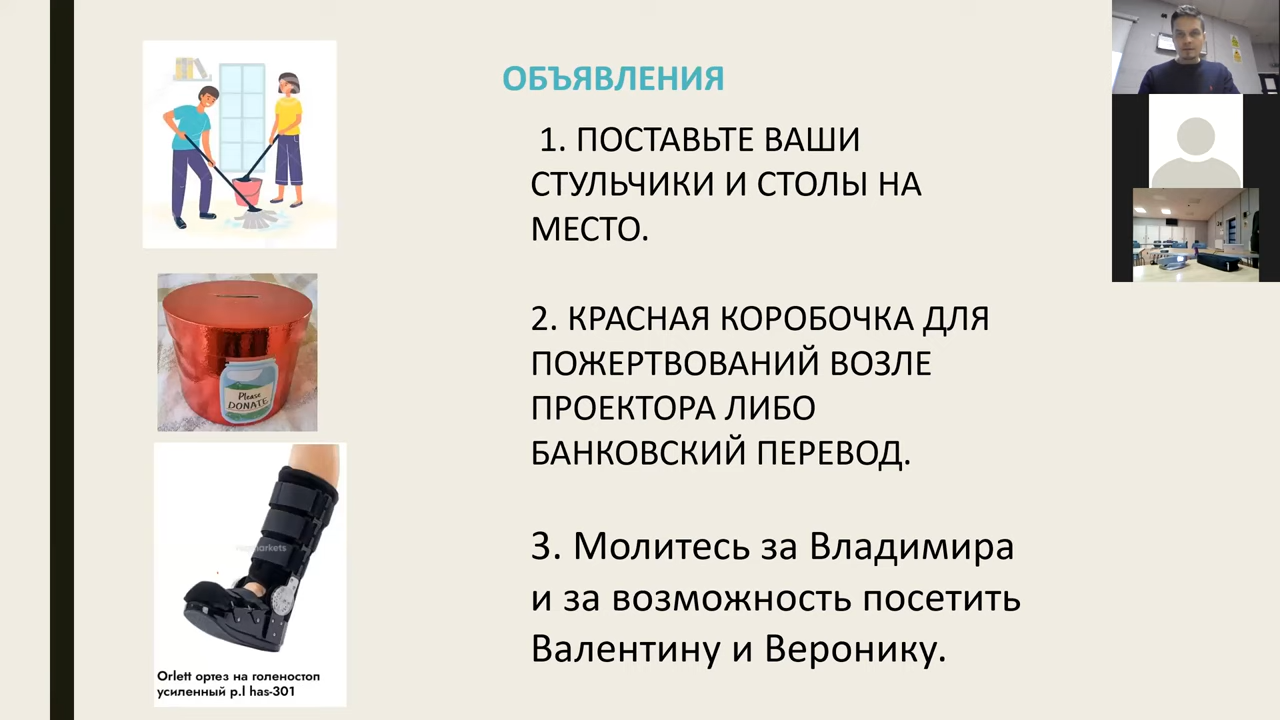 ОБЪЯВЛЕНИЯ
1. ПОСТАВЬТЕ ВАШИ
СТУЛЬЧИКИ И СТОЛЫ НА
МЕСТО.
2. КРАСНАЯ КОРОБОЧКА ДЛЯ
ПОЖЕРТВОВАНИЙ ВОЗЛЕ
ПРОЕКТОРА ЛИБО
БАНКОВСКИЙ ПЕРЕВОД.
3. Молитесь за Владимира
и за возможность посетить
Валентину и Веронику.
Please
DONATE
Orlett ортез на голеностоп
усиленный р.l has-301